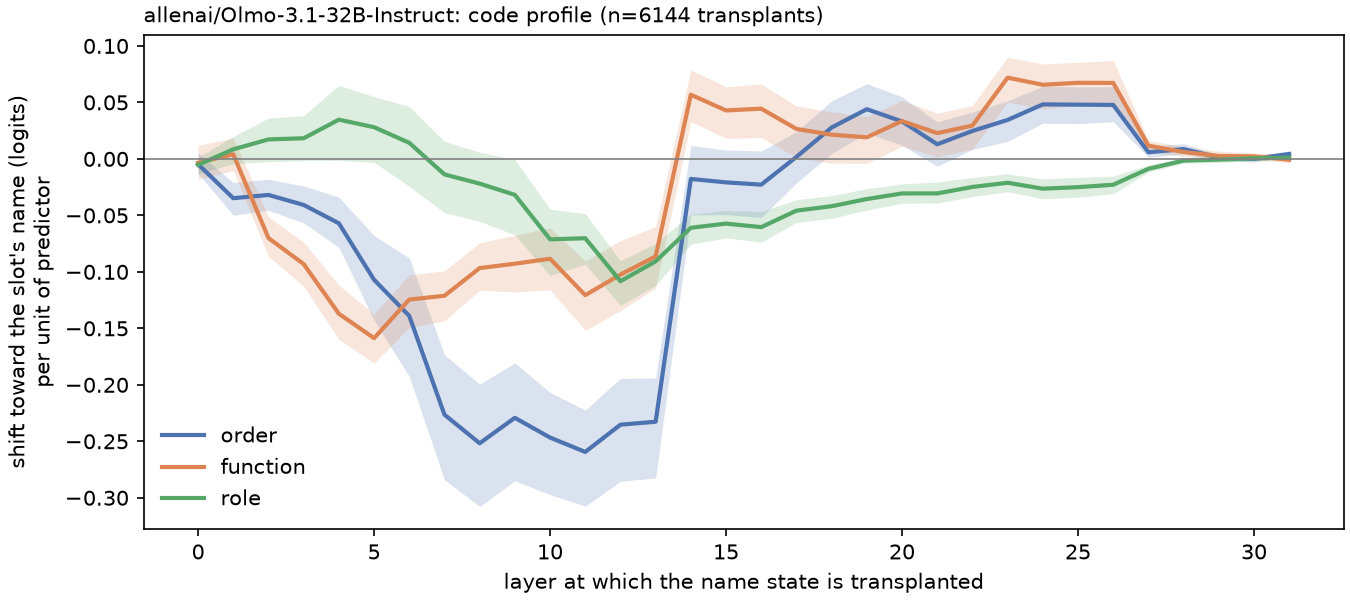 allenai/Olmo-3.1-32B-Instruct: code profile (n=6144 transplants)
shift toward the slot's name (logits)
per unit of predictor
0.10
0.05
0.00
−0.05
−0.10
−0.15
−0.20
−0.25
−0.30
order
function
role
0 5 10 15 20 25 30
layer at which the name state is transplanted